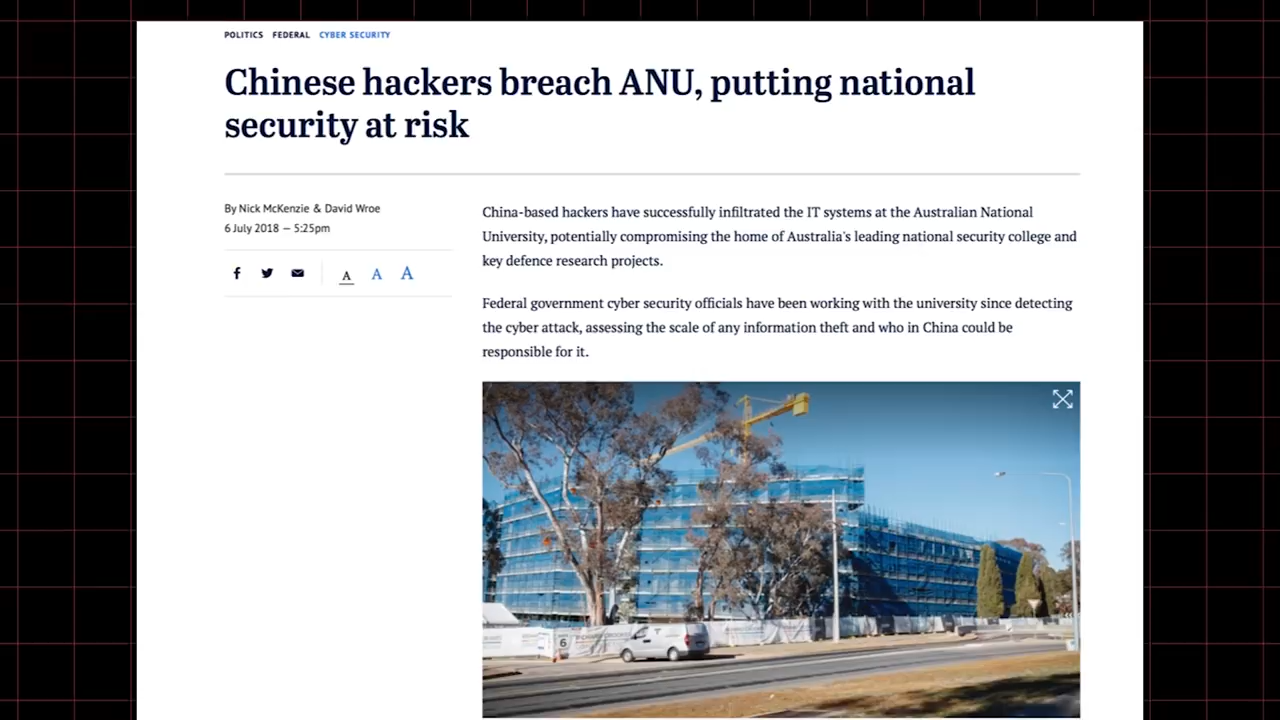 POLITICS FEDERAL CYBER SECURITY
Chinese hackers breach ANU, putting national
security at risk
By Nick McKenzie & David Wroe
6 July 2018 — 5:25pm
A A A
China-based hackers have successfully infiltrated the IT systems at the Australian National
University, potentially compromising the home of Australia's leading national security college and
key defence research projects.
Federal government cyber security officials have been working with the university since detecting
the cyber attack, assessing the scale of any information theft and who in China could be
responsible for it.
6